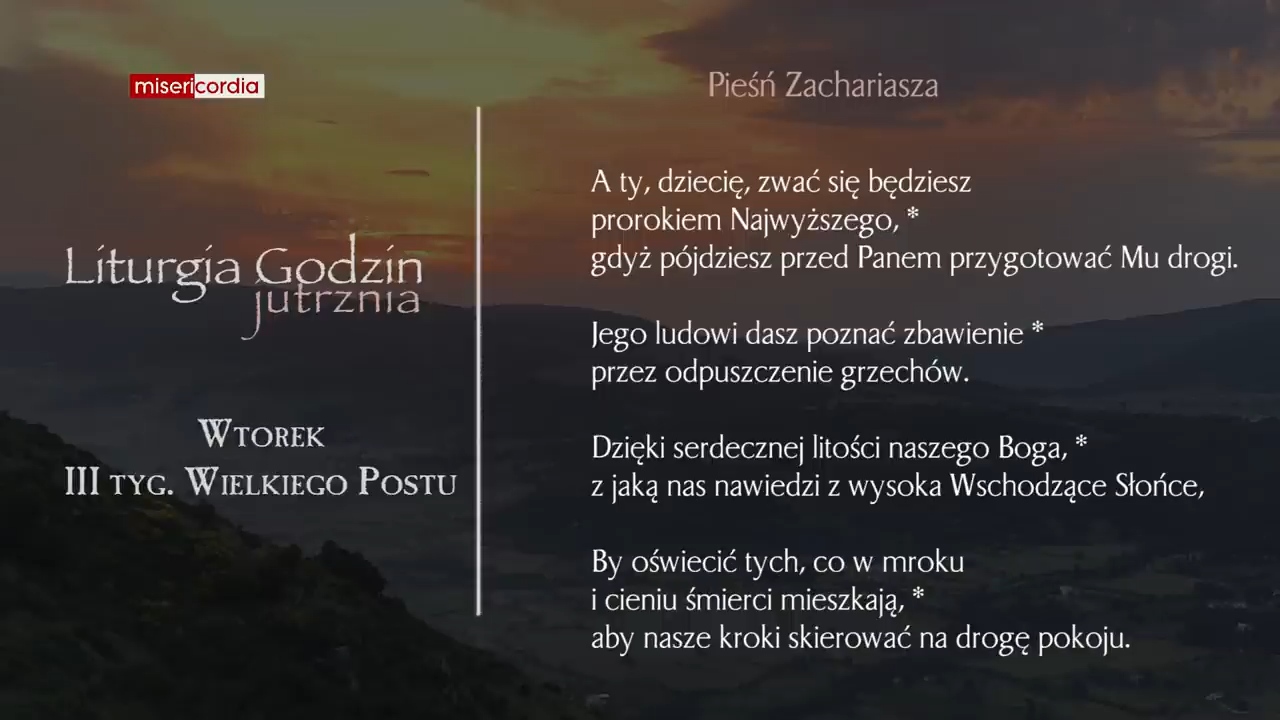 misericordia
Liturgia Godzin
jutrznia
Wtorek
III tyg. Wielkiego Postu
Pieśń Zachariasza
A ty, dziecię, zwać się będziesz
prorokiem Najwyższego, *
gdyż pójdziesz przed Panem przygotować Mu drogi.
Jego ludowi dasz poznać zbawienie *
przez odpuszczenie grzechów.
Dzięki serdecznej litości naszego Boga, *
z jaką nas nawiedzi z wysoka Wschodzące Słońce,
By oświecić tych, co w mroku
i cieniu śmierci mieszkają, *
aby nasze kroki skierować na drogę pokoju.